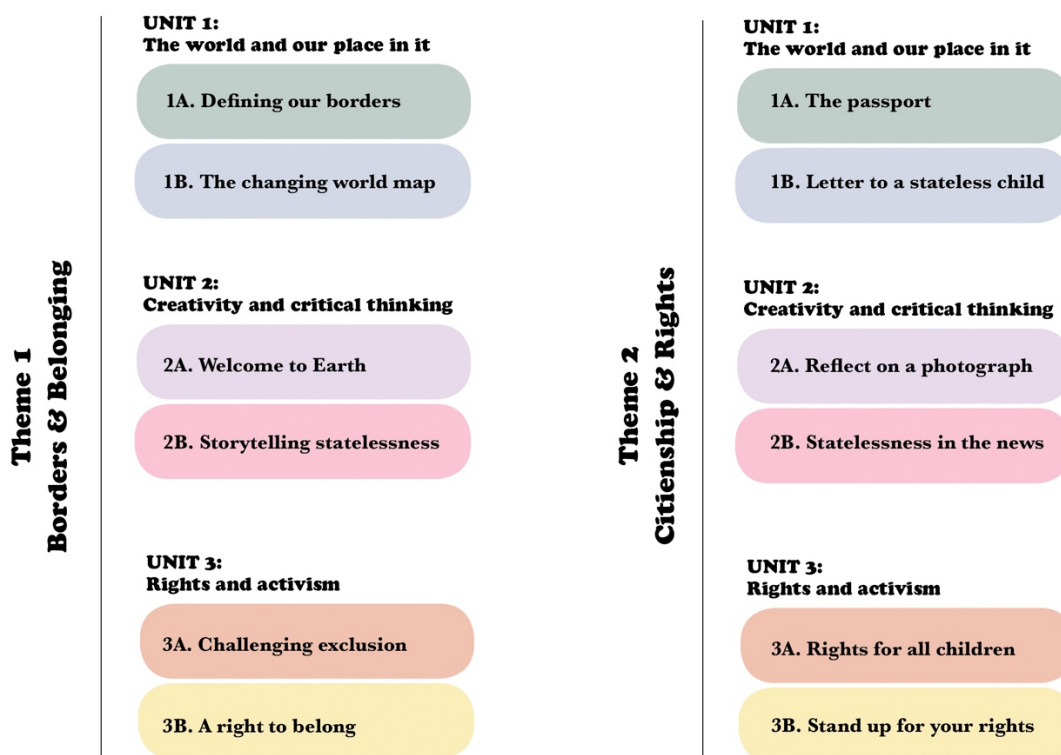 Theme 1
Borders & Belonging
UNIT 1:
The world and our place in it
1A. Defining our borders
1B. The changing world map
UNIT 2:
Creativity and critical thinking
2A. Welcome to Earth
2B. Storytelling statelessness
UNIT 3:
Rights and activism
3A. Challenging exclusion
3B. A right to belong
Theme 2
Citienship & Rights
UNIT 1:
The world and our place in it
1A. The passport
1B. Letter to a stateless child
UNIT 2:
Creativity and critical thinking
2A. Reflect on a photograph
2B. Statelessness in the news
UNIT 3:
Rights and activism
3A. Rights for all children
3B. Stand up for your rights